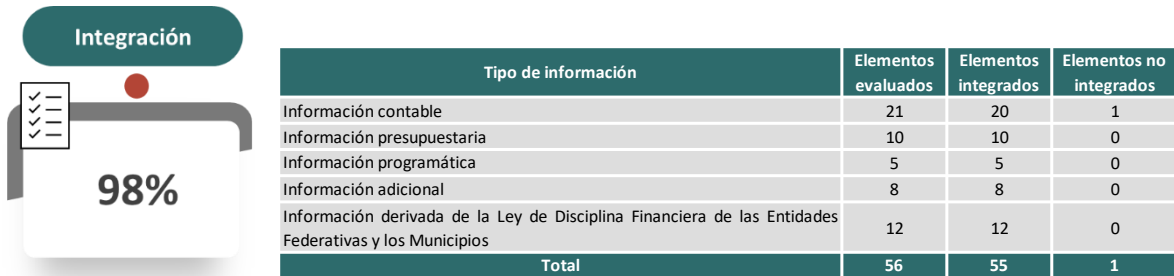 Integración
98%
Tipo de información Elementos evaluados Elementos integrados Elementos no integrados
Información contable 21 20 1
Información presupuestaria 10 10 0
Información programática 5 5 0
Información adicional 8 8 0
Información derivada de la Ley de Disciplina Financiera de las Entidades
Federativas y los Municipios 12 12 0
Total 56 55 1